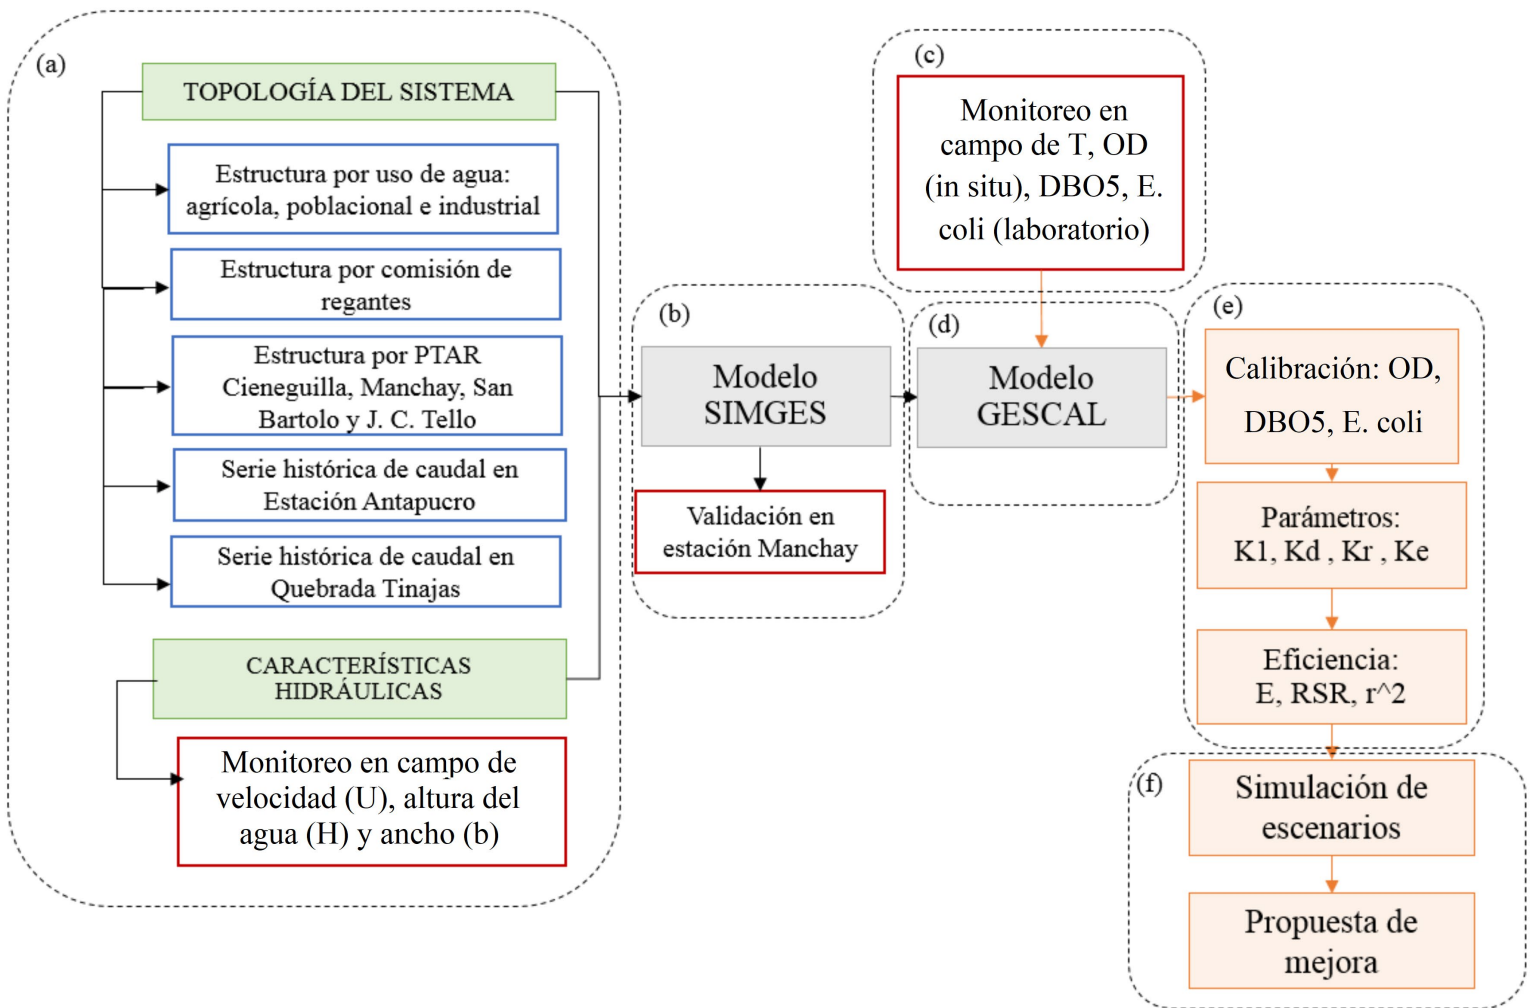 (a)
TOPOLOGÍA DEL SISTEMA
Estructura por uso de agua:
agrícola, poblacional e industrial
Estructura por comisión de
regantes
Estructura por PTAR
Cieneguilla, Manchay, San
Bartolo y J. C. Tello
Serie histórica de caudal en
Estación Antapucro
Serie histórica de caudal en
Quebrada Tinajas
CARACTERÍSTICAS
HIDRÁULICAS
Monitoreo en campo de
velocidad (U), altura del
agua (H) y ancho (b)
(b)
Modelo
SIMGES
Validación en
estación Manchay
(c)
Monitoreo en
campo de T, OD
(in situ), DBO5, E.
coli (laboratorio)
(d)
Modelo
GESCAL
(e)
Calibración: OD,
DBO5, E. coli
Parámetros:
K1, Kd , Kr , Ke
Eficiencia:
E, RSR, r^2
(f)
Simulación de
escenarios
Propuesta de
mejora